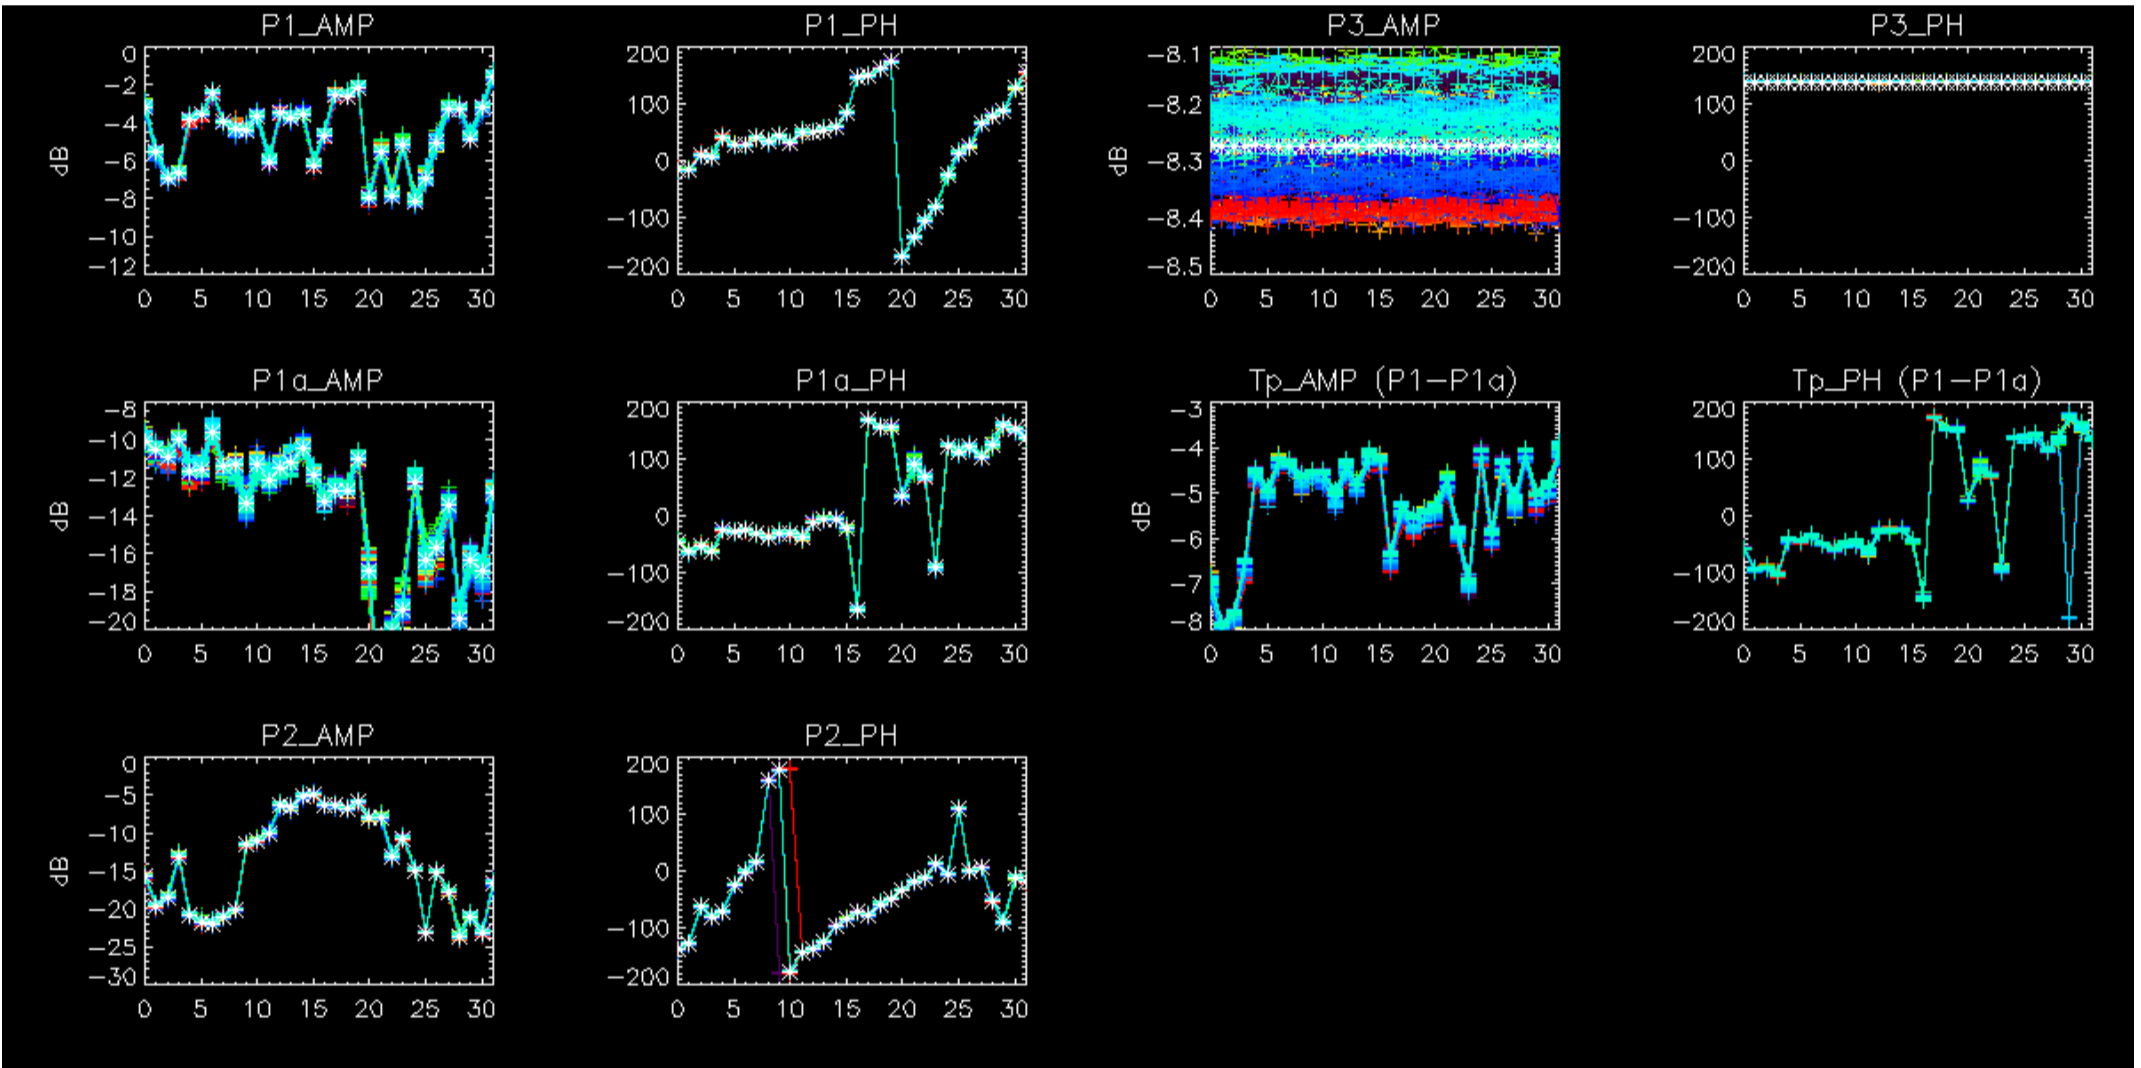 P1_AMP
0
-2
-4
-6
-8
-10
-12
dB
0 5 10 15 20 25 30
P1_PH
200
100
0
-100
-200
0 5 10 15 20 25 30
P3_AMP
-8.1
-8.2
-8.3
-8.4
-8.5
dB
0 5 10 15 20 25 30
P3_PH
200
100
0
-100
-200
0 5 10 15 20 25 30
P1a_AMP
-8
-10
-12
-14
-16
-18
-20
dB
0 5 10 15 20 25 30
P1a_PH
200
100
0
-100
-200
0 5 10 15 20 25 30
Tp_AMP (P1-P1a)
-3
-4
-5
-6
-7
-8
dB
0 5 10 15 20 25 30
Tp_PH (P1-P1a)
200
100
0
-100
-200
0 5 10 15 20 25 30
P2_AMP
0
-5
-10
-15
-20
-25
-30
dB
0 5 10 15 20 25 30
P2_PH
200
100
0
-100
-200
0 5 10 15 20 25 30